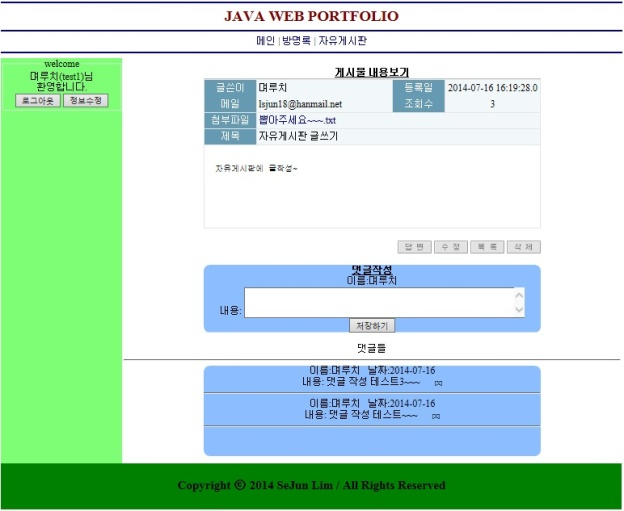 JAVA WEB PORTFOLIO
메인 | 방명록 | 자유게시판
welcome
며루치(test1)님
환영합니다.
로그아웃 정보수정
게시물 내용보기
글쓴이 며루치 등록일 2014-07-16 16:19:28.0
메일 lsjun18@hanmail.net 조회수 3
첨부파일 뽑아주세요~~~.txt
제목 자유게시판 글쓰기
자유게시판에 글작성~
답 변 수 정 목 록 삭 제
댓글작성
이름:며루치
내용:
저장하기
댓글들
이름:며루치 날짜:2014-07-16
내용: 댓글 작성 테스트3~~~
이름:며루치 날짜:2014-07-16
내용: 댓글 작성 테스트~~~
Copyright ⓒ 2014 SeJun Lim / All Rights Reserved